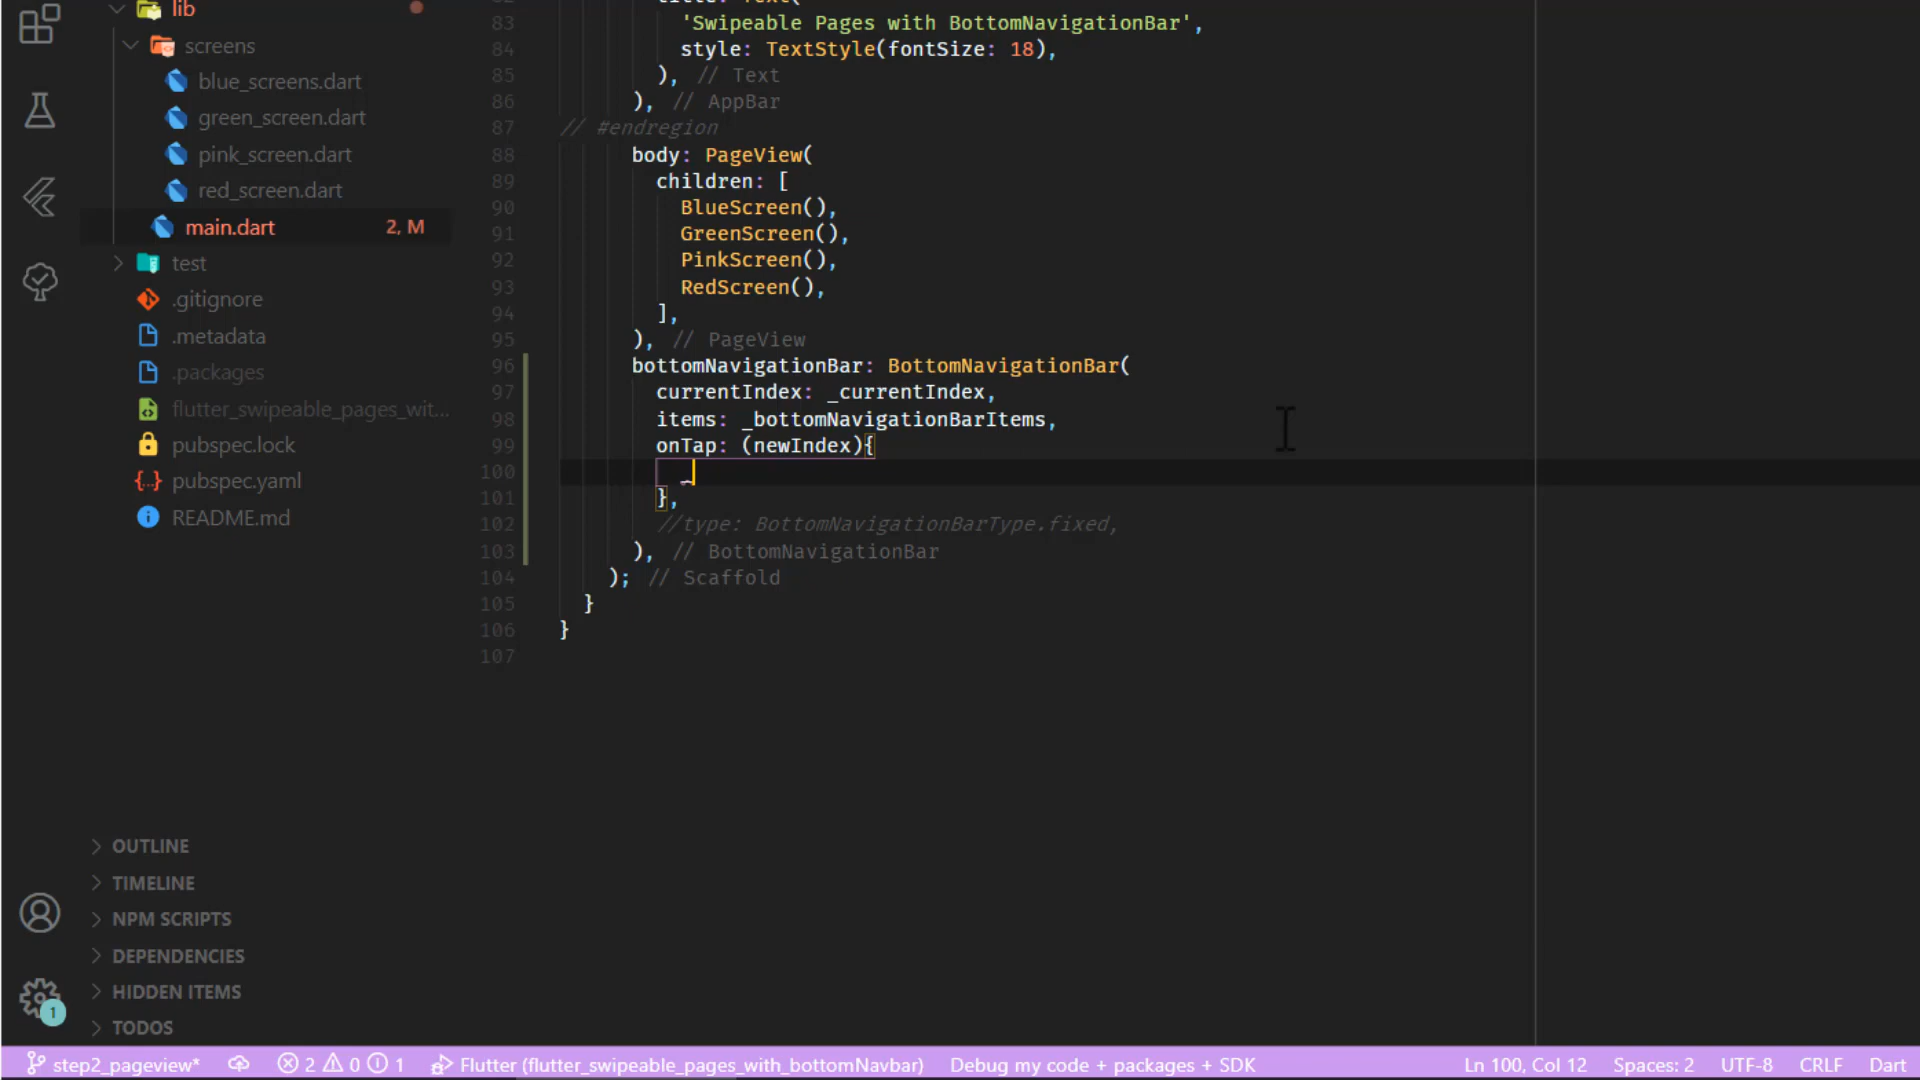 lib
screens
blue_screens.dart
green_screen.dart
pink_screen.dart
red_screen.dart
main.dart 2, M
test
.gitignore
.metadata
.packages
flutter_swipeable_pages_wit...
pubspec.lock
pubspec.yaml
README.md
OUTLINE
TIMELINE
NPM SCRIPTS
DEPENDENCIES
HIDDEN ITEMS
TODOS
1
83 'Swipeable Pages with BottomNavigationBar',
84 style: TextStyle(fontSize: 18),
85 ), // Text
86 ), // AppBar
87 // #endregion
88 body: PageView(
89 children: [
90 BlueScreen(),
91 GreenScreen(),
92 PinkScreen(),
93 RedScreen(),
94 ],
95 ), // PageView
96 bottomNavigationBar: BottomNavigationBar(
97 currentIndex: _currentIndex,
98 items: _bottomNavigationBarItems,
99 onTap: (newIndex){
100 _
101 },
102 //type: BottomNavigationBarType.fixed,
103 ), // BottomNavigationBar
104 ); // Scaffold
105 }
106 }
107
step2_pageview* 2 0 1 Flutter (flutter_swipeable_pages_with_bottomNavbar) Debug my code + packages + SDK Ln 100, Col 12 Spaces: 2 UTF-8 CRLF Dart